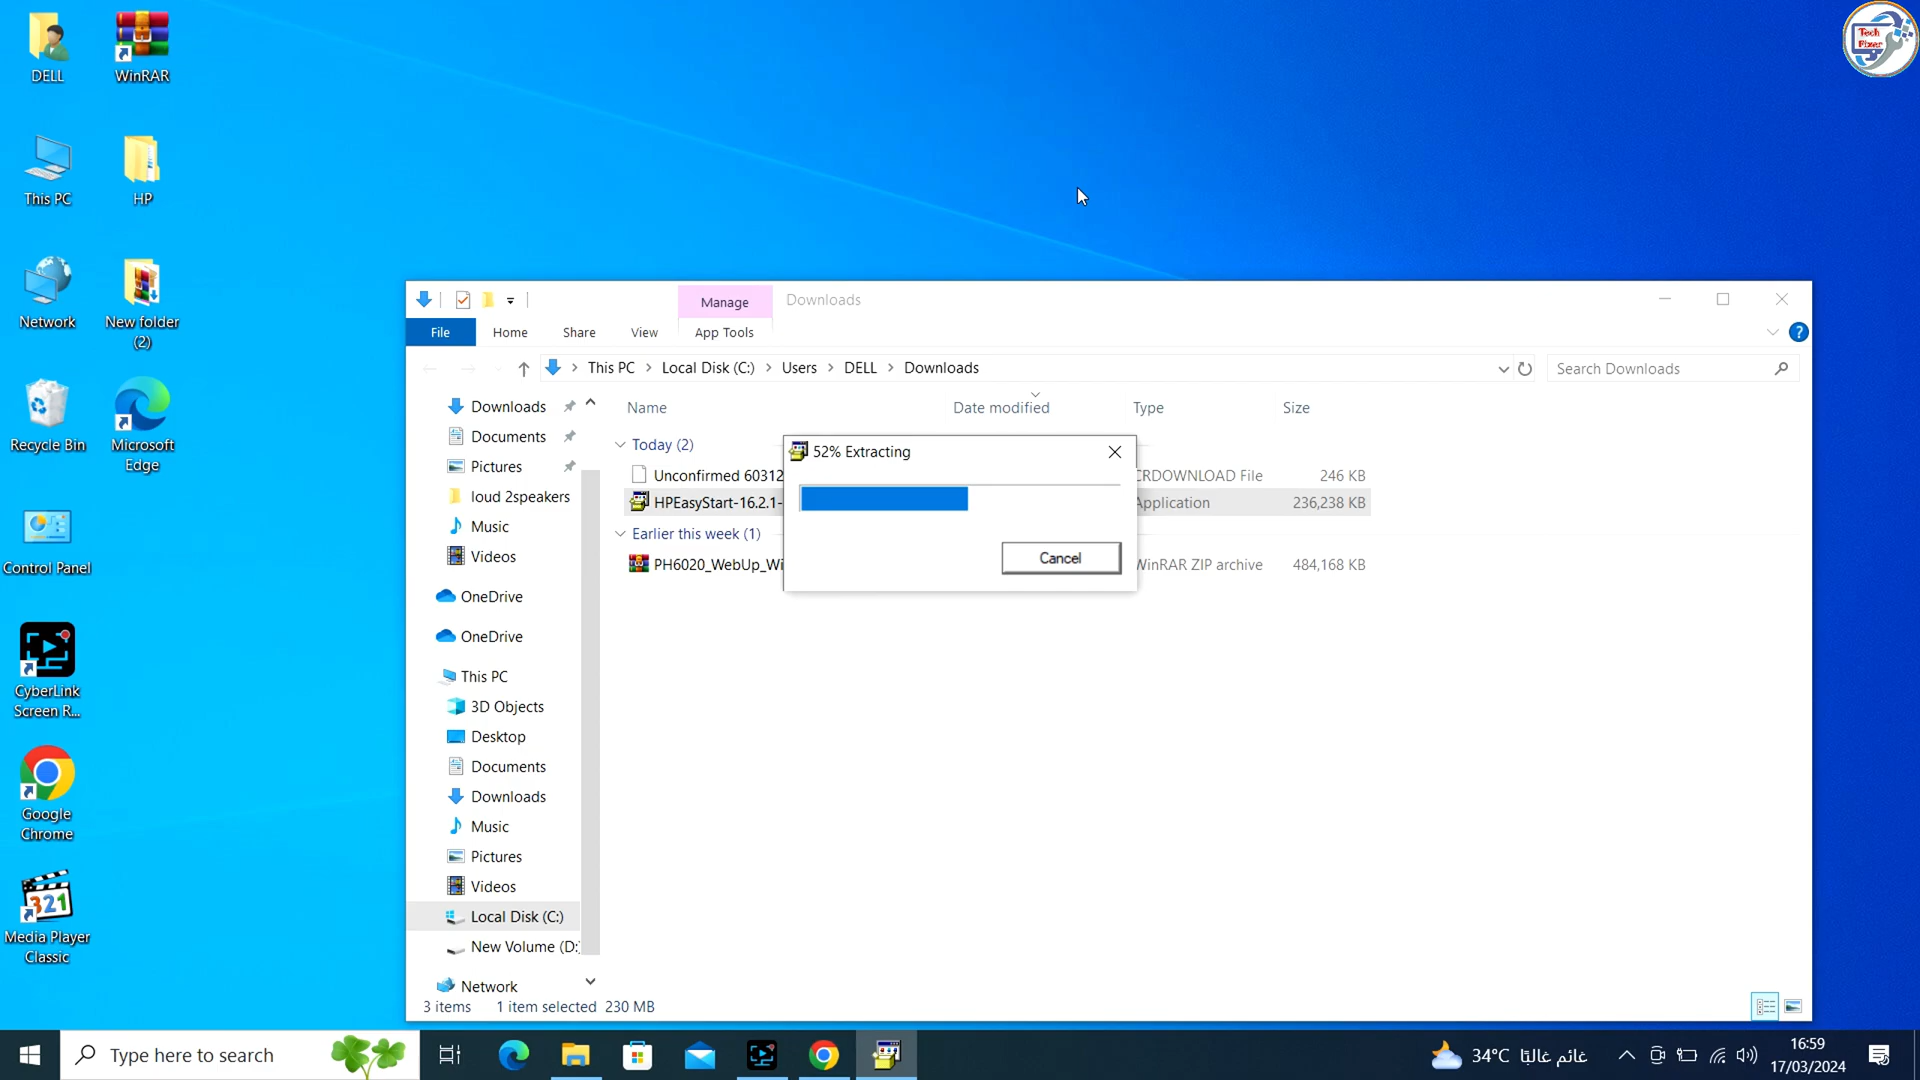 DELL
WinRAR
This PC
HP
Network
New folder
(2)
Recycle Bin
Microsoft
Edge
Control Panel
CyberLink
Screen R...
Google
Chrome
321
Media Player
Classic
Tech
Fixer
Manage
Downloads
File
Home
Share
View
App Tools
This PC
Local Disk (C:)
Users
DELL
Downloads
Search Downloads
Downloads
Documents
Pictures
loud 2speakers
Music
Videos
OneDrive
OneDrive
This PC
3D Objects
Desktop
Documents
Downloads
Music
Pictures
Videos
Local Disk (C:)
New Volume (D:)
Network
Name
Date modified
Type
Size
Today (2)
Unconfirmed 60312
CRDOWNLOAD File
246 KB
HPEasyStart-16.2.1-
Application
236,238 KB
Earlier this week (1)
PH6020_WebUp_Wi
WinRAR ZIP archive
484,168 KB
52% Extracting
Cancel
3 items
1 item selected 230 MB
Type here to search
34°C غائم غالبًا
16:59
17/03/2024